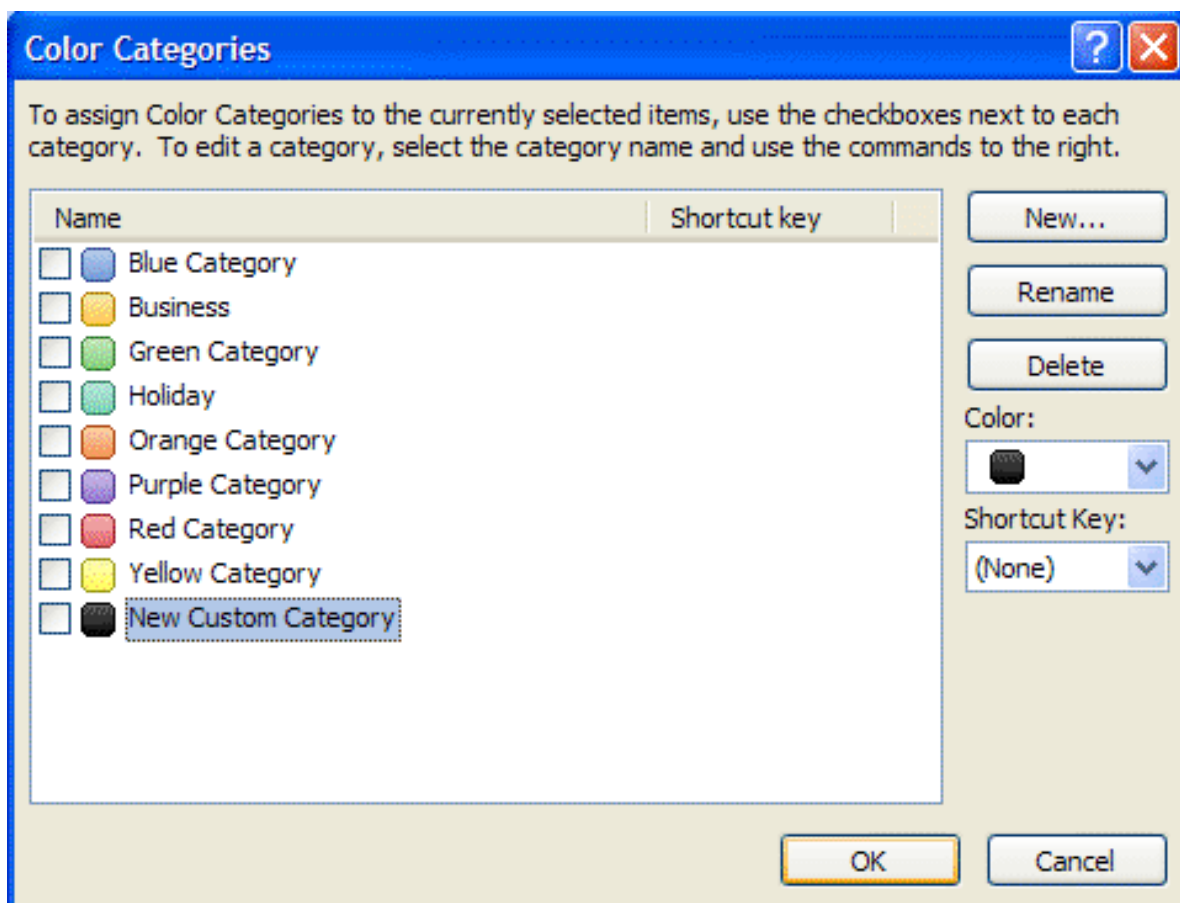 Color Categories
To assign Color Categories to the currently selected items, use the checkboxes next to each
category.  To edit a category, select the category name and use the commands to the right.
Name Shortcut key
Blue Category
Business
Green Category
Holiday
Orange Category
Purple Category
Red Category
Yellow Category
New Custom Category
New...
Rename
Delete
Color:
Shortcut Key:
(None)
OK Cancel